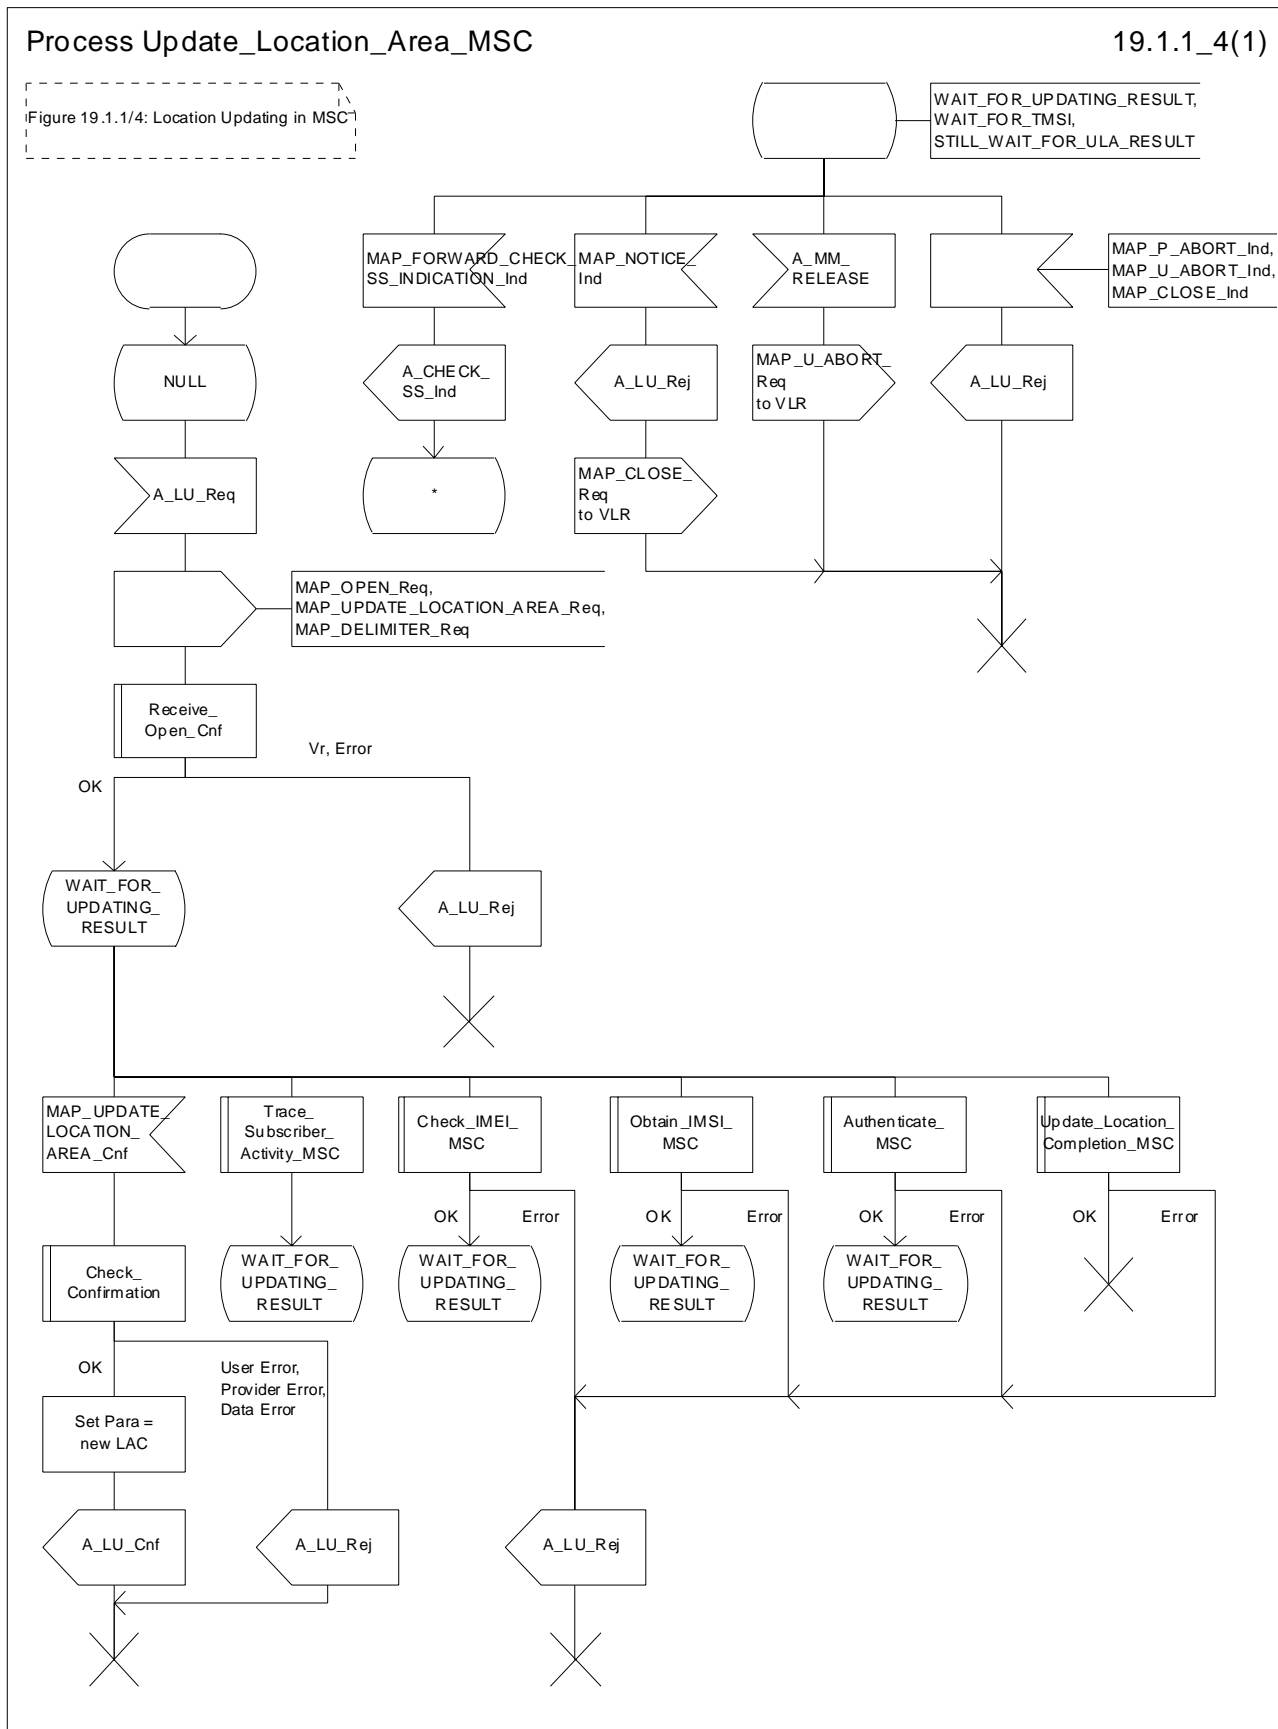 Process Update_Location_Area_MSC
19.1.1_4(1)
Figure 19.1.1/4: Location Updating in MSC
WAIT_FOR_UPDATING_RESULT,
WAIT_FOR_TMSI,
STILL_WAIT_FOR_ULA_RESULT
MAP_FORWARD_CHECK_
SS_INDICATION_Ind
MAP_NOTICE_
Ind
A_MM_
RELEASE
MAP_P_ABORT_Ind,
MAP_U_ABORT_Ind,
MAP_CLOSE_Ind
NULL
A_CHECK_
SS_Ind
A_LU_Rej
MAP_U_ABORT_
Req
to VLR
A_LU_Rej
A_LU_Req
*
MAP_CLOSE_
Req
to VLR
MAP_OPEN_Req,
MAP_UPDATE_LOCATION_AREA_Req,
MAP_DELIMITER_Req
Receive_
Open_Cnf
Vr, Error
OK
WAIT_FOR_
UPDATING_
RESULT
A_LU_Rej
MAP_UPDATE_
LOCATION_
AREA_Cnf
Trace_
Subscriber_
Activity_MSC
Check_IMEI_
MSC
Obtain_IMSI_
MSC
Authenticate_
MSC
Update_Location_
Completion_MSC
OK
Error
OK
Error
OK
Error
OK
Error
Check_
Confirmation
WAIT_FOR_
UPDATING_
RESULT
WAIT_FOR_
UPDATING_
RESULT
WAIT_FOR_
UPDATING_
RESULT
WAIT_FOR_
UPDATING_
RESULT
OK
User Error,
Provider Error,
Data Error
Set Para =
new LAC
A_LU_Cnf
A_LU_Rej
A_LU_Rej